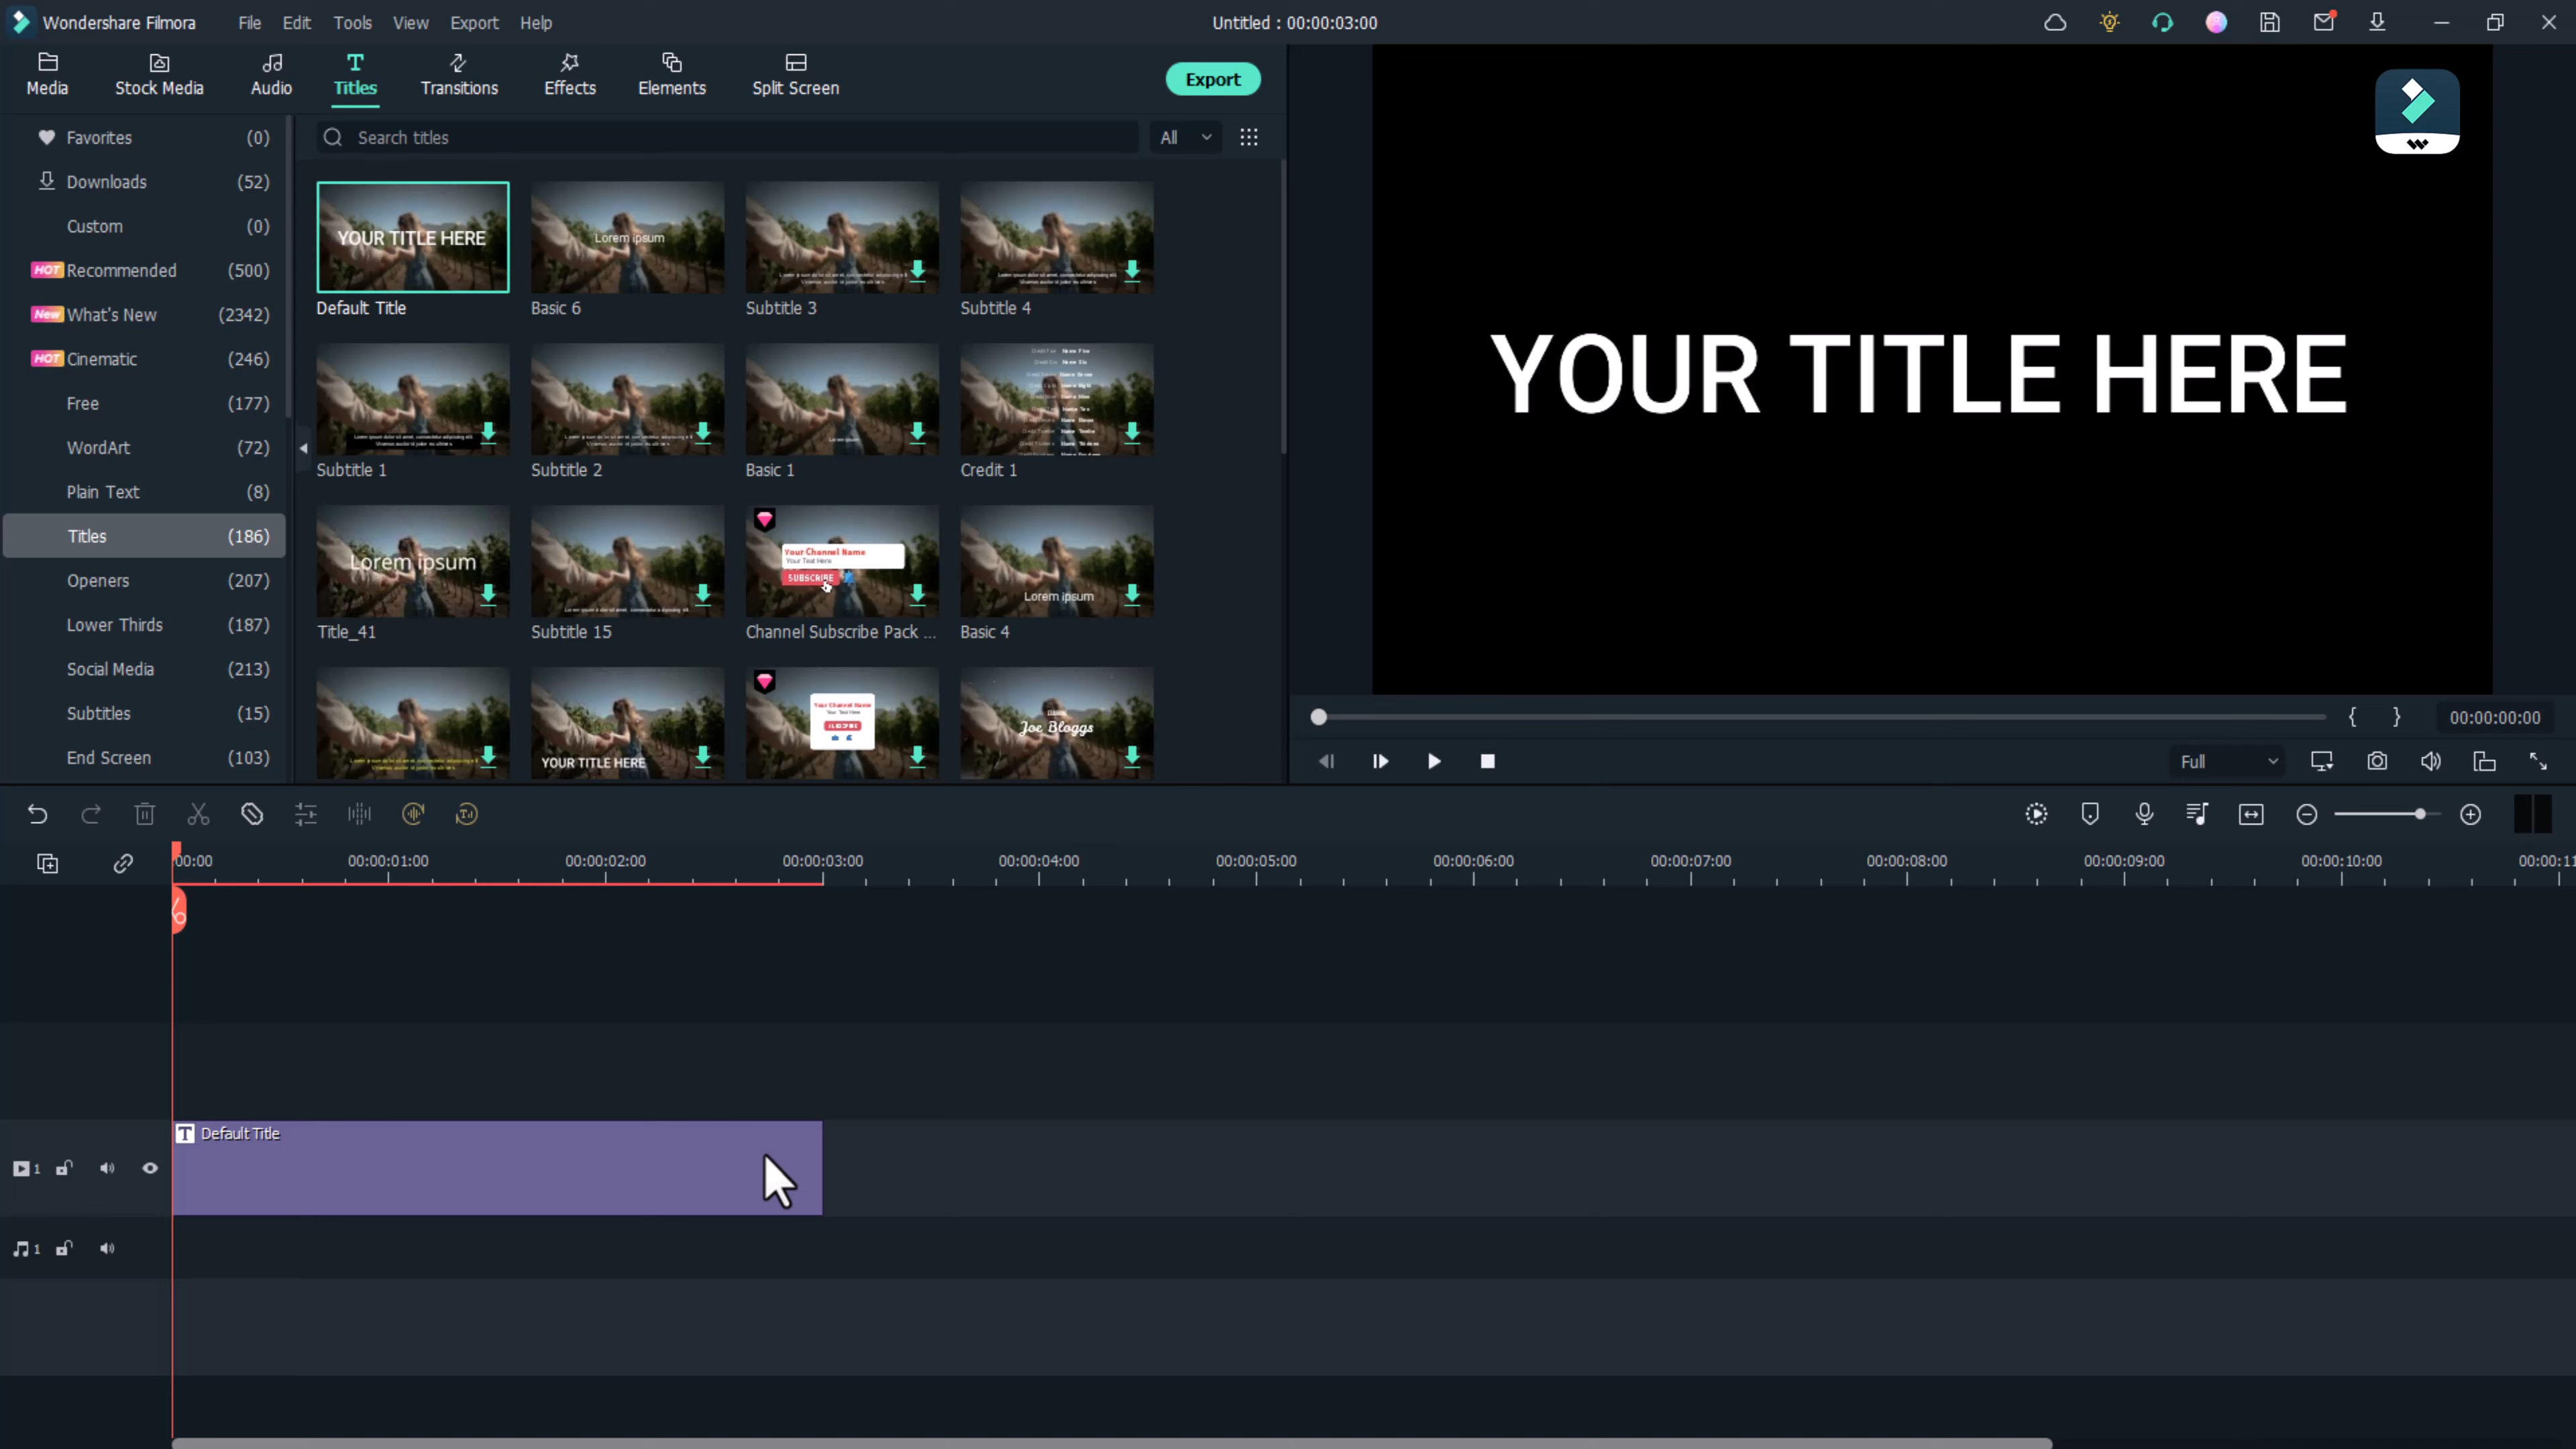 Wondershare Filmora
File Edit Tools View Export Help
Untitled : 00:00:03:00
Media Stock Media Audio Titles Transitions Effects Elements Split Screen
Export
Favorites (0)
Downloads (52)
Custom (0)
HOT Recommended (500)
New What's New (2342)
HOT Cinematic (246)
Free (177)
WordArt (72)
Plain Text (8)
Titles (186)
Openers (207)
Lower Thirds (187)
Social Media (213)
Subtitles (15)
End Screen (103)
Search titles
All
YOUR TITLE HERE
Lorem ipsum
Default Title Basic 6 Subtitle 3 Subtitle 4
Subtitle 1 Subtitle 2 Basic 1 Credit 1
Lorem ipsum
Your Channel Name
Your Text Here
SUBSCRIBE
Lorem ipsum
Title_41 Subtitle 15 Channel Subscribe Pack ... Basic 4
YOUR TITLE HERE
Your Channel Name
Your Text Here
Joe Bloggs
YOUR TITLE HERE
00:00:00:00
Full
00:00 00:00:01:00 00:00:02:00 00:00:03:00 00:00:04:00 00:00:05:00 00:00:06:00 00:00:07:00 00:00:08:00 00:00:09:00 00:00:10:00 00:00:11
T Default Title
1
1